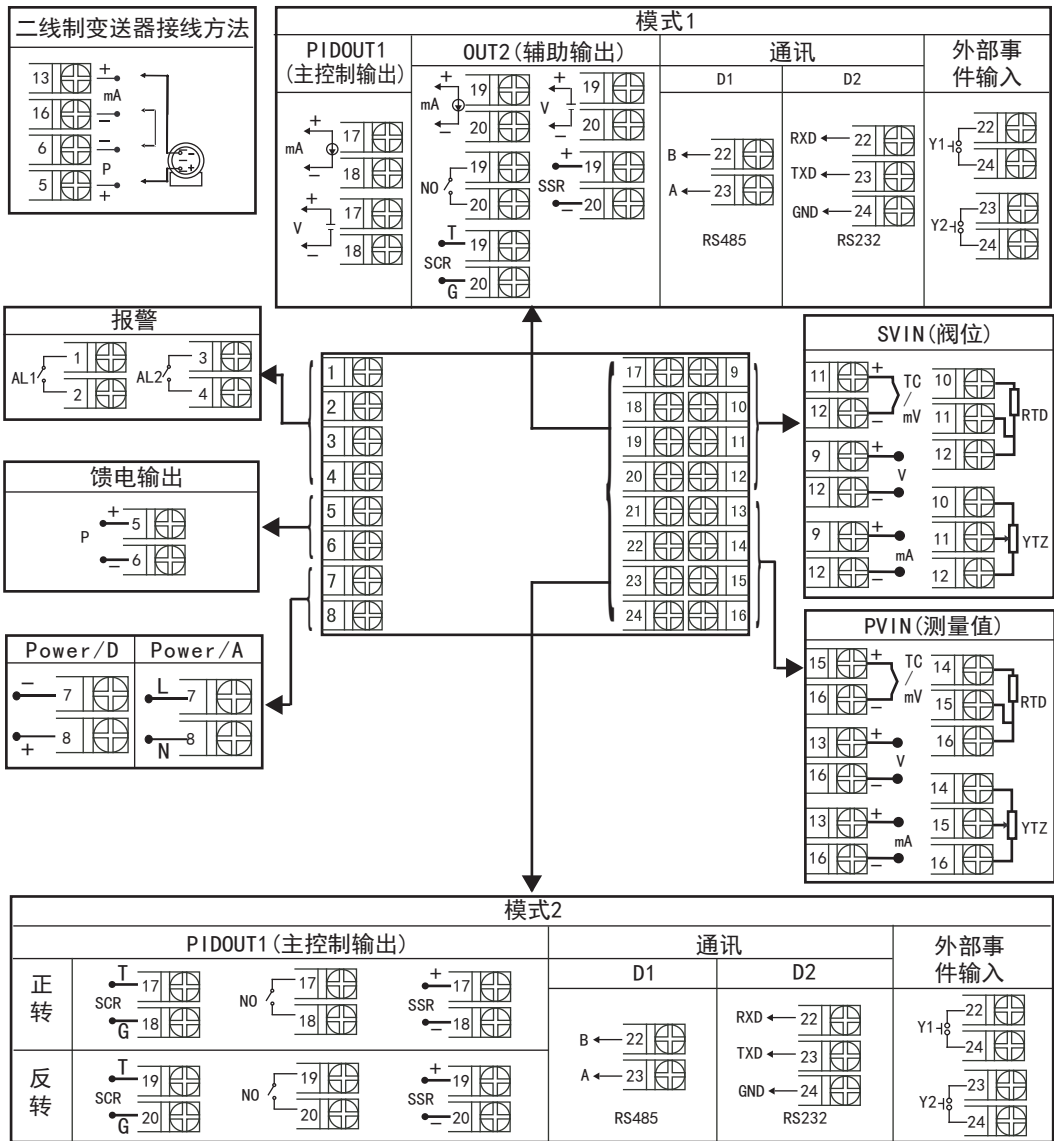 二线制变送器接线方法
13 +
mA
16 −
6 −
P
5 +
模式1
PIDOUT1
(主控制输出)
OUT2(辅助输出)
通讯
外部事
件输入
D1 D2
+
mA 17
− 18
+
V 17
− 18
+
mA 19
− 20
+
V 19
− 20
NO 19
20
+ 19
SSR
− 20
T 19
SCR
G 20
B 22
A 23
RS485
RXD 22
TXD 23
GND 24
RS232
Y1 22
24
Y2 23
24
报警
AL1 1
2
AL2 3
4
馈电输出
+ 5
P
− 6
Power/D Power/A
− 7
+ 8
L 7
N 8
1
2
3
4
5
6
7
8
17 9
18 10
19 11
20 12
21 13
22 14
23 15
24 16
SVIN(阀位)
11 + TC
/
12 − mV
10
11 RTD
12
9 +
V
12 −
10
11 YTZ
12
9 +
mA
12 −
PVIN(测量值)
15 + TC
/
16 − mV
14
15 RTD
16
13 +
V
16 −
14
15 YTZ
16
13 +
mA
16 −
模式2
PIDOUT1(主控制输出)
通讯
外部事
件输入
D1 D2
正
转
T 17
SCR
G 18
NO 17
18
+ 17
SSR
− 18
反
转
T 19
SCR
G 20
NO 19
20
+ 19
SSR
− 20
B 22
A 23
RS485
RXD 22
TXD 23
GND 24
RS232
Y1 22
24
Y2 23
24